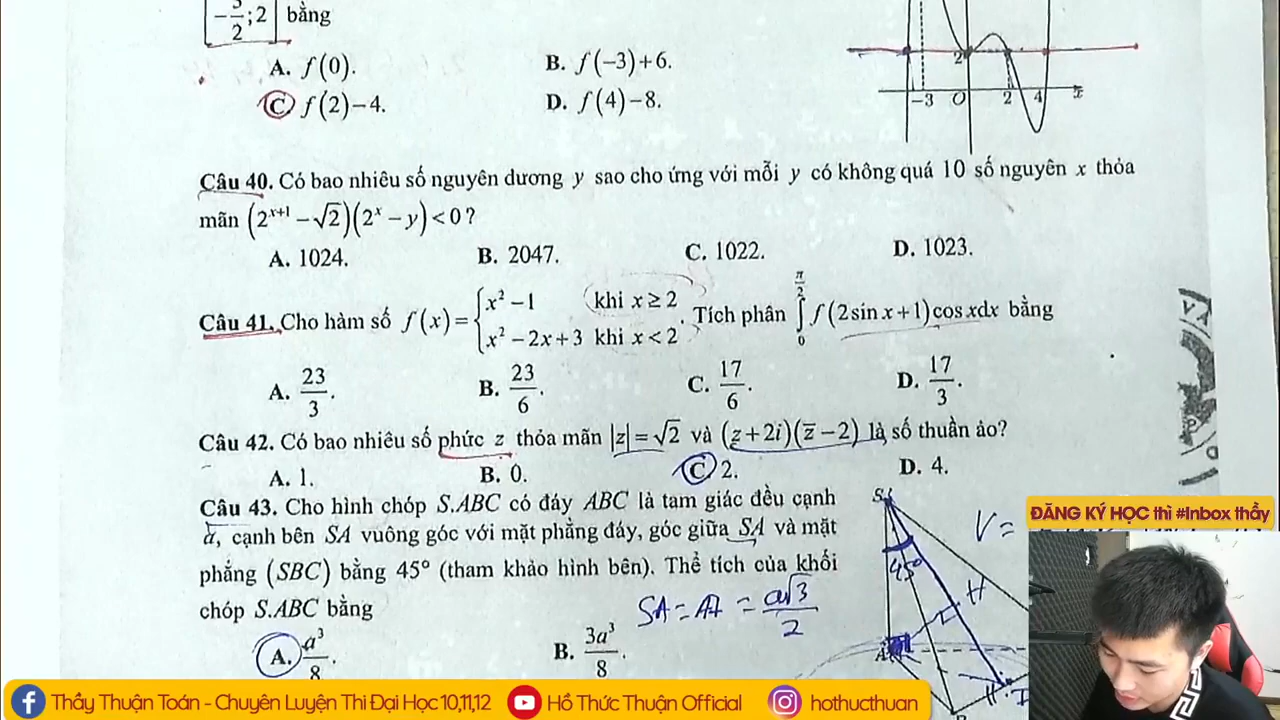 [-3/2; 2] bằng
A. f(0). B. f(-3)+6.
C. f(2)-4. D. f(4)-8.
2
-3 O 2 4 x
Câu 40. Có bao nhiêu số nguyên dương y sao cho ứng với mỗi y có không quá 10 số nguyên x thỏa
mãn (2^{x+1} - √2)(2^x - y) < 0 ?
A. 1024. B. 2047. C. 1022. D. 1023.
Câu 41. Cho hàm số f(x) = { x² - 1 khi x ≥ 2; x² - 2x + 3 khi x < 2 . Tích phân ∫_0^{π/2} f(2sin x + 1) cos x dx bằng
A. 23/3. B. 23/6. C. 17/6. D. 17/3.
Câu 42. Có bao nhiêu số phức z thỏa mãn |z| = √2 và (z + 2i)(z̅ - 2) là số thuần ảo?
A. 1. B. 0. C. 2. D. 4.
Câu 43. Cho hình chóp S.ABC có đáy ABC là tam giác đều cạnh
a, cạnh bên SA vuông góc với mặt phẳng đáy, góc giữa SA và mặt
phẳng (SBC) bằng 45° (tham khảo hình bên). Thể tích của khối
chóp S.ABC bằng
SA = AI = a√3/2
A. a³/8. B. 3a³/8.
S
V =
45°
H
A
I
ĐĂNG KÝ HỌC thì #Inbox thầy
Thầy Thuận Toán - Chuyên Luyện Thi Đại Học 10,11,12 Hồ Thức Thuận Official hothucthuan